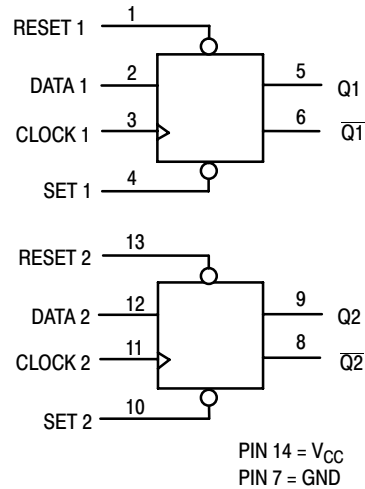 RESET 1 1
DATA 1 2 5 Q1
CLOCK 1 3 6 Q1
SET 1 4
RESET 2 13
DATA 2 12 9 Q2
CLOCK 2 11 8 Q2
SET 2 10
PIN 14 = VCC
PIN 7 = GND